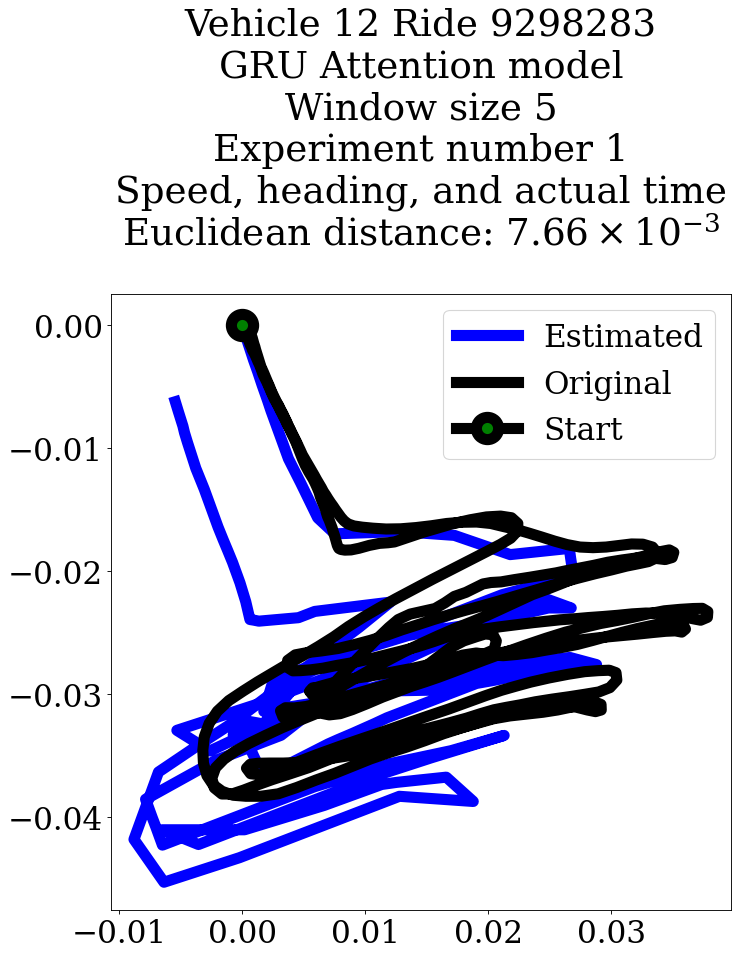 Vehicle 12 Ride 9298283
GRU Attention model
Window size 5
Experiment number 1
Speed, heading, and actual time
Euclidean distance: 7.66 × 10⁻³
Estimated
Original
Start
0.00
−0.01
−0.02
−0.03
−0.04
−0.01 0.00 0.01 0.02 0.03